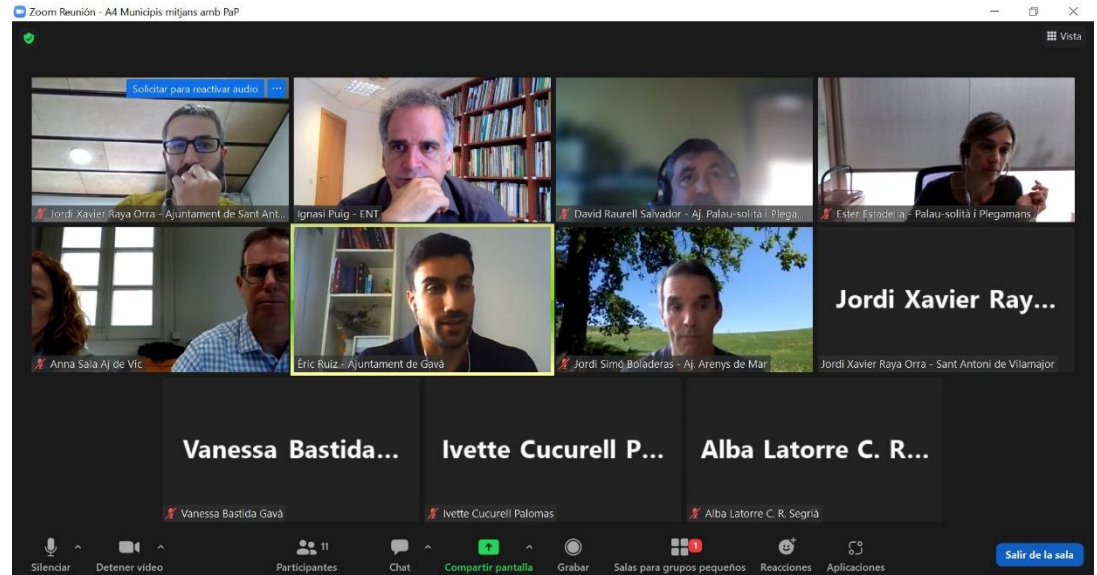 Zoom Reunión - A4 Municipis mitjans amb PaP
Vista
Solicitar para reactivar audio ...
Jordi Xavier Raya Orra - Ajuntament de Sant Ant...
Ignasi Puig - ENT
David Raurell Salvador - Aj. Palau-solità i Plega...
Ester Estadella - Palau-solità i Plegamans
Anna Sala Aj de Vic
Èric Ruiz - Ajuntament de Gavà
Jordi Simó Boladeras - Aj. Arenys de Mar
Jordi Xavier Ray...
Jordi Xavier Raya Orra - Sant Antoni de Vilamajor
Vanessa Bastida...
Vanessa Bastida Gavà
Ivette Cucurell P...
Ivette Cucurell Palomas
Alba Latorre C. R...
Alba Latorre C. R. Segrià
Silenciar
Detener vídeo
11
Participantes
Chat
Compartir pantalla
Grabar
1
Salas para grupos pequeños
Reacciones
Aplicaciones
Salir de la sala